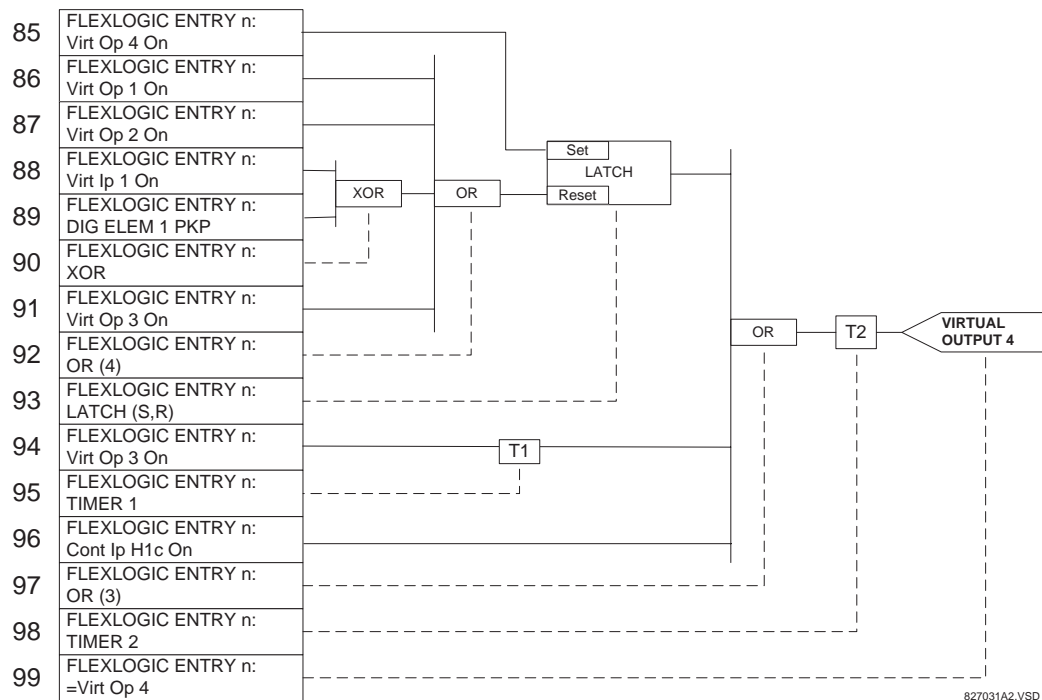 85
FLEXLOGIC ENTRY n:
Virt Op 4 On
86
FLEXLOGIC ENTRY n:
Virt Op 1 On
87
FLEXLOGIC ENTRY n:
Virt Op 2 On
88
FLEXLOGIC ENTRY n:
Virt Ip 1 On
89
FLEXLOGIC ENTRY n:
DIG ELEM 1 PKP
90
FLEXLOGIC ENTRY n:
XOR
91
FLEXLOGIC ENTRY n:
Virt Op 3 On
92
FLEXLOGIC ENTRY n:
OR (4)
93
FLEXLOGIC ENTRY n:
LATCH (S,R)
94
FLEXLOGIC ENTRY n:
Virt Op 3 On
95
FLEXLOGIC ENTRY n:
TIMER 1
96
FLEXLOGIC ENTRY n:
Cont Ip H1c On
97
FLEXLOGIC ENTRY n:
OR (3)
98
FLEXLOGIC ENTRY n:
TIMER 2
99
FLEXLOGIC ENTRY n:
=Virt Op 4
XOR
OR
Set
LATCH
Reset
T1
OR
T2
VIRTUAL
OUTPUT 4
827031A2.VSD